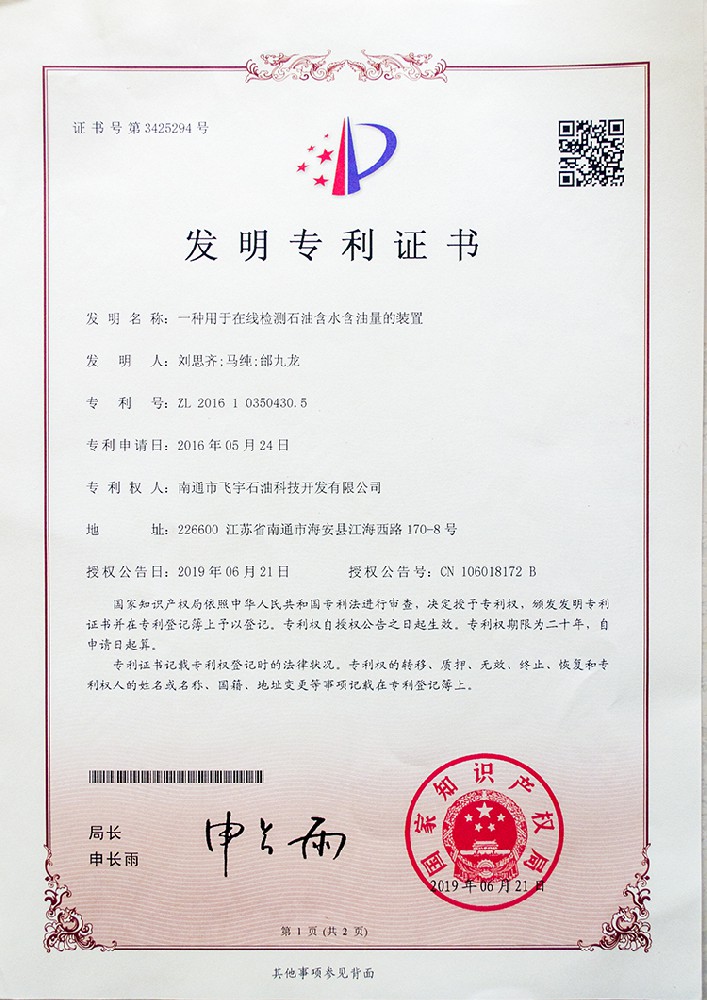 证书号第3425294号
发明专利证书
发明名称：一种用于在线检测石油含水含油量的装置
发明人：刘思齐;马纯;邰九龙
专利号：ZL 2016 1 0350430.5
专利申请日：2016年05月24日
专利权人：南通市飞宇石油科技开发有限公司
地址：226600 江苏省南通市海安县江海西路170-8号
授权公告日：2019年06月21日 授权公告号：CN 106018172 B
国家知识产权局依照中华人民共和国专利法进行审查，决定授予专利权，颁发发明专利
证书并在专利登记簿上予以登记。专利权自授权公告之日起生效。专利权期限为二十年，自
申请日起算。
专利证书记载专利权登记时的法律状况。专利权的转移、质押、无效、终止、恢复和专
利权人的姓名或名称、国籍、地址变更等事项记载在专利登记簿上。
局长
申长雨
申长雨
国家知识产权局
2019年06月21日
第1页(共2页)
其他事项参见背面